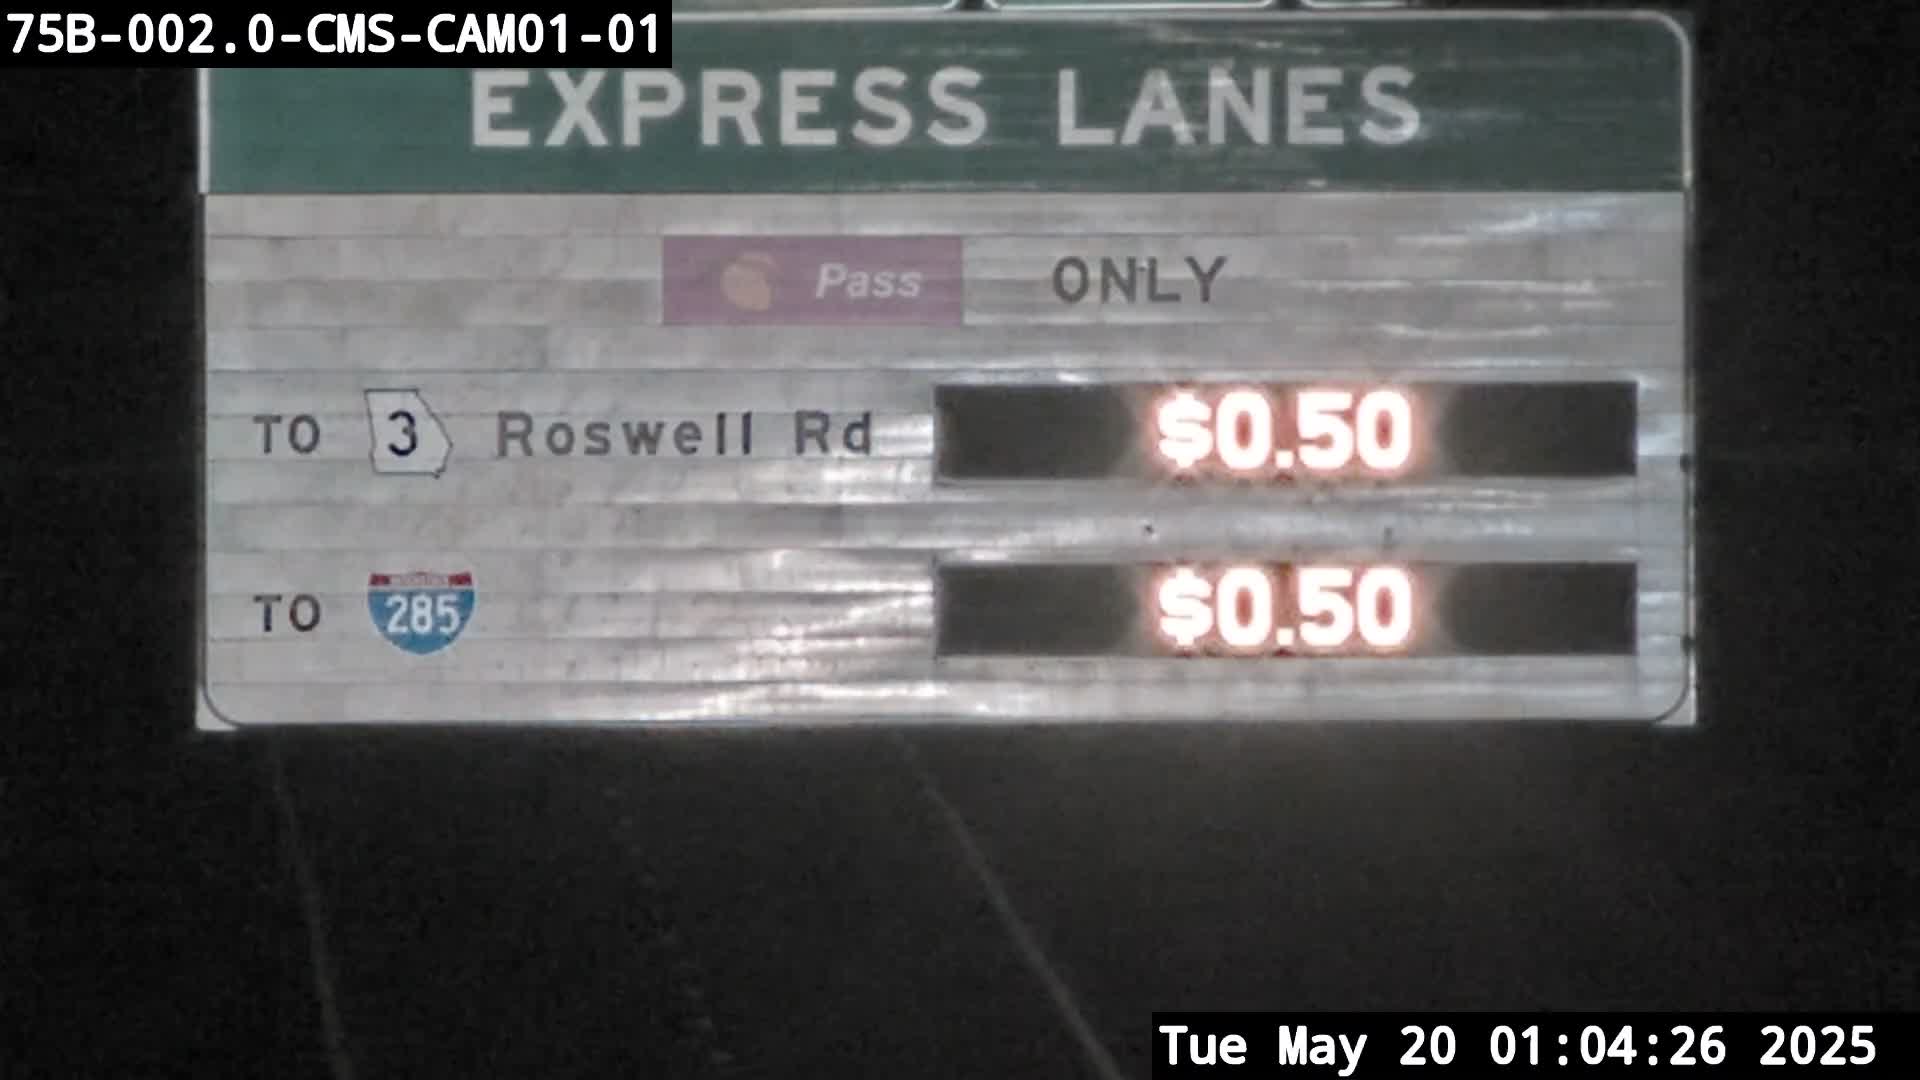 75B-002.0-CMS-CAM01-01
EXPRESS LANES
Pass ONLY
TO 3 Roswell Rd $0.50
TO 285 $0.50
Tue May 20 01:04:26 2025